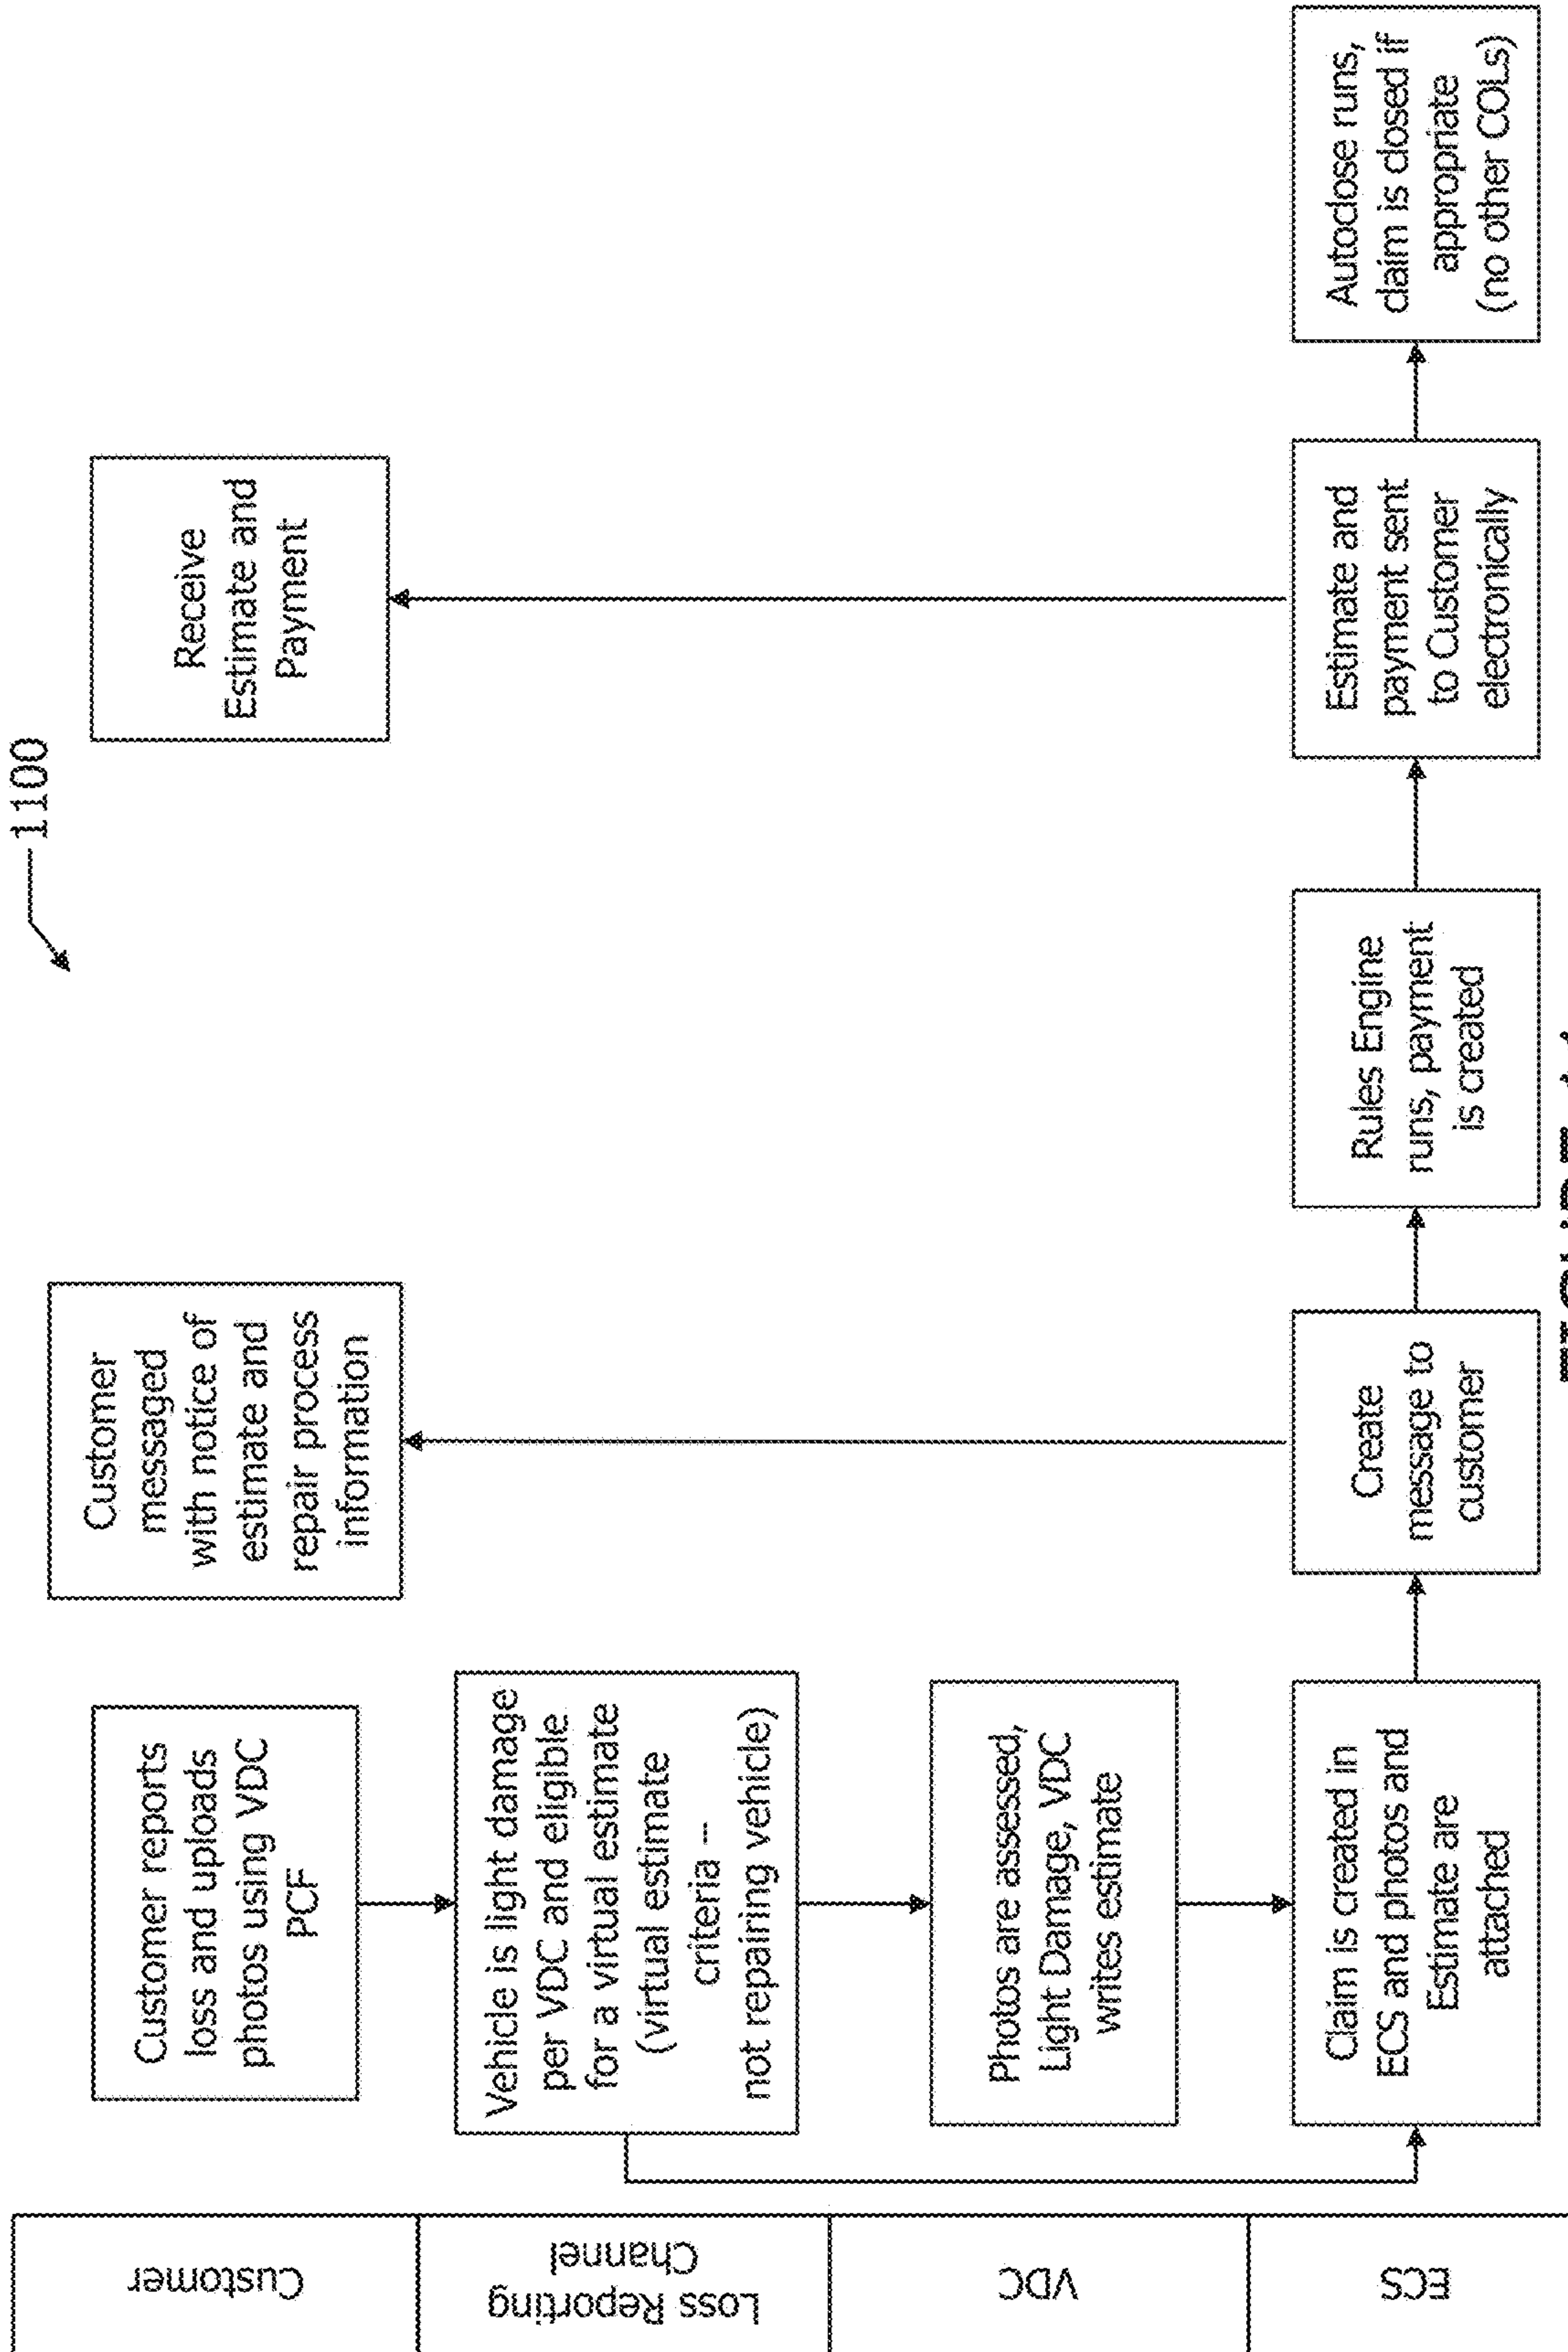 1100
Customer
Loss Reporting
Channel
VDC
ECS
Customer reports
loss and uploads
photos using VDC
PCF
Vehicle is light damage
per VDC and eligible
for a virtual estimate
(virtual estimate
criteria --
not repairing vehicle)
Photos are assessed,
Light Damage, VDC
writes estimate
Claim is created in
ECS and photos and
Estimate are
attached
Customer
messaged
with notice of
estimate and
repair process
information
Create
message to
customer
Rules Engine
runs, payment
is created
Receive
Estimate and
Payment
Estimate and
payment sent
to Customer
electronically
Autoclose runs,
claim is closed if
appropriate
(no other COLs)